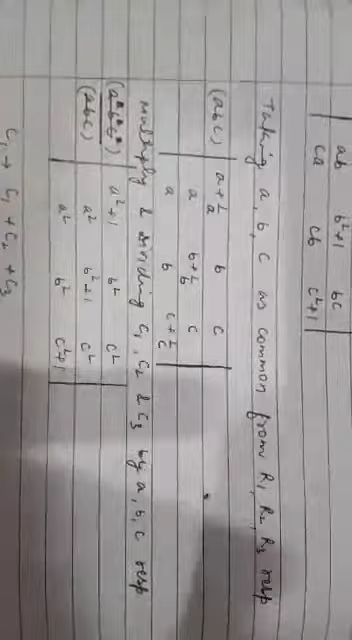 ab b²+1 bc
ca cb c²+1
Taking a, b, c as common from R₁, R₂, R₃ resp
(abc) a+1/a b c
a b+1/b c
a b c+1/c
Multiply & dividing C₁, C₂ & C₃ by a, b, c resp
(abc) a²+1 b² c²
(abc) a² b²+1 c²
a² b² c²+1
C₁ → C₁ + C₂ + C₃